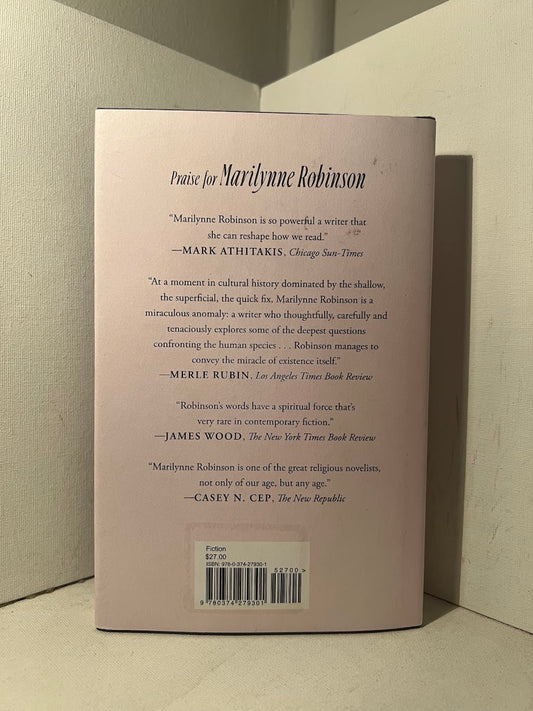 Praise for Marilynne Robinson
“Marilynne Robinson is so powerful a writer that
she can reshape how we read.”
—MARK ATHITAKIS, Chicago Sun-Times
“At a moment in cultural history dominated by the shallow,
the superficial, the quick fix, Marilynne Robinson is a
miraculous anomaly: a writer who thoughtfully, carefully and
tenaciously explores some of the deepest questions
confronting the human species . . . Robinson manages to
convey the miracle of existence itself.”
—MERLE RUBIN, Los Angeles Times Book Review
“Robinson’s words have a spiritual force that’s
very rare in contemporary fiction.”
—JAMES WOOD, The New York Times Book Review
“Marilynne Robinson is one of the great religious novelists,
not only of our age, but any age.”
—CASEY N. CEP, The New Republic
Fiction
$27.00
ISBN: 978-0-374-27930-1
52700 >
9 780374 279301